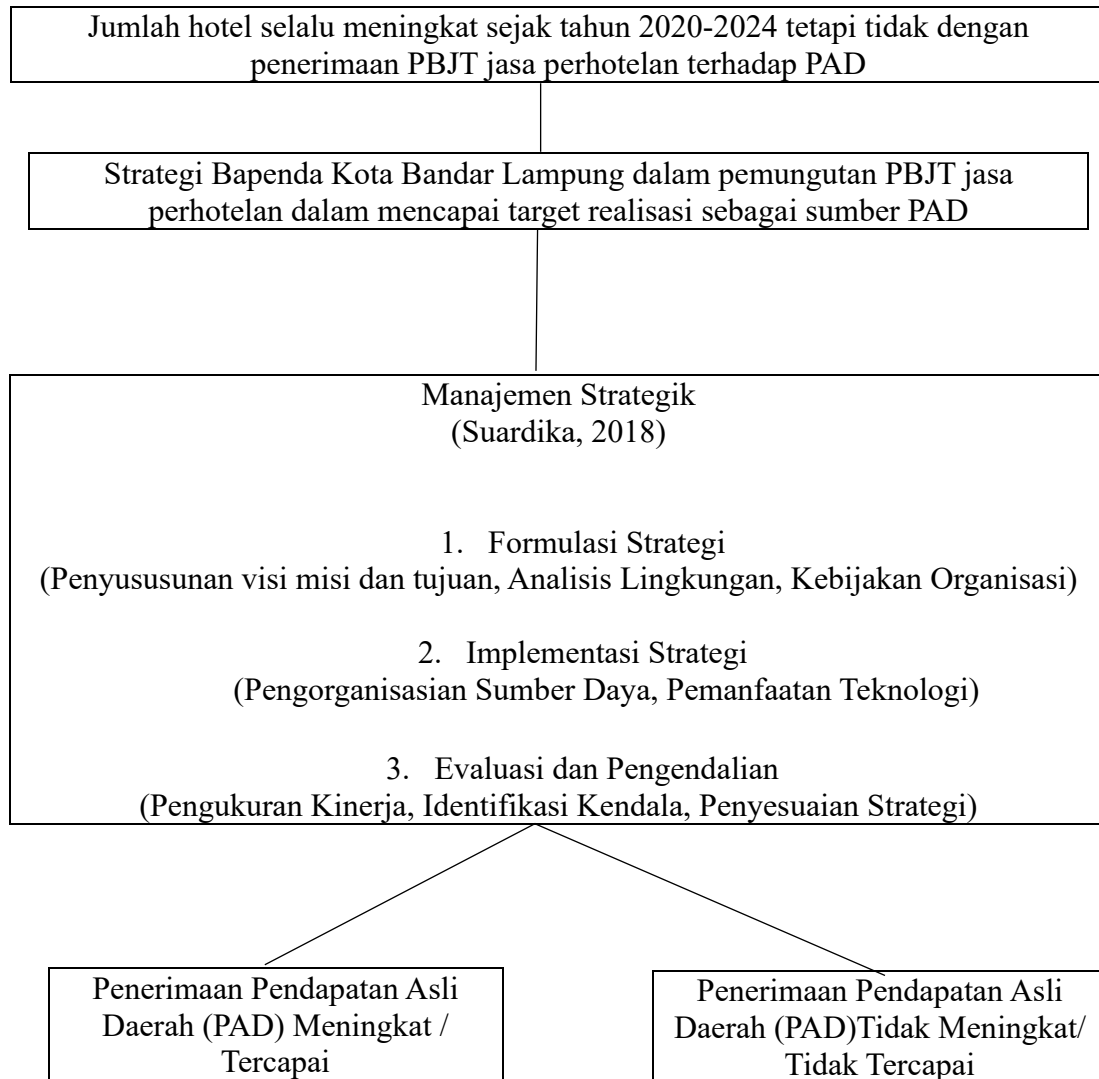 Jumlah hotel selalu meningkat sejak tahun 2020-2024 tetapi tidak dengan
penerimaan PBJT jasa perhotelan terhadap PAD
Strategi Bapenda Kota Bandar Lampung dalam pemungutan PBJT jasa
perhotelan dalam mencapai target realisasi sebagai sumber PAD
Manajemen Strategik
(Suardika, 2018)
1. Formulasi Strategi
(Penyususunan visi misi dan tujuan, Analisis Lingkungan, Kebijakan Organisasi)
2. Implementasi Strategi
(Pengorganisasian Sumber Daya, Pemanfaatan Teknologi)
3. Evaluasi dan Pengendalian
(Pengukuran Kinerja, Identifikasi Kendala, Penyesuaian Strategi)
Penerimaan Pendapatan Asli
Daerah (PAD) Meningkat /
Tercapai
Penerimaan Pendapatan Asli
Daerah (PAD)Tidak Meningkat/
Tidak Tercapai